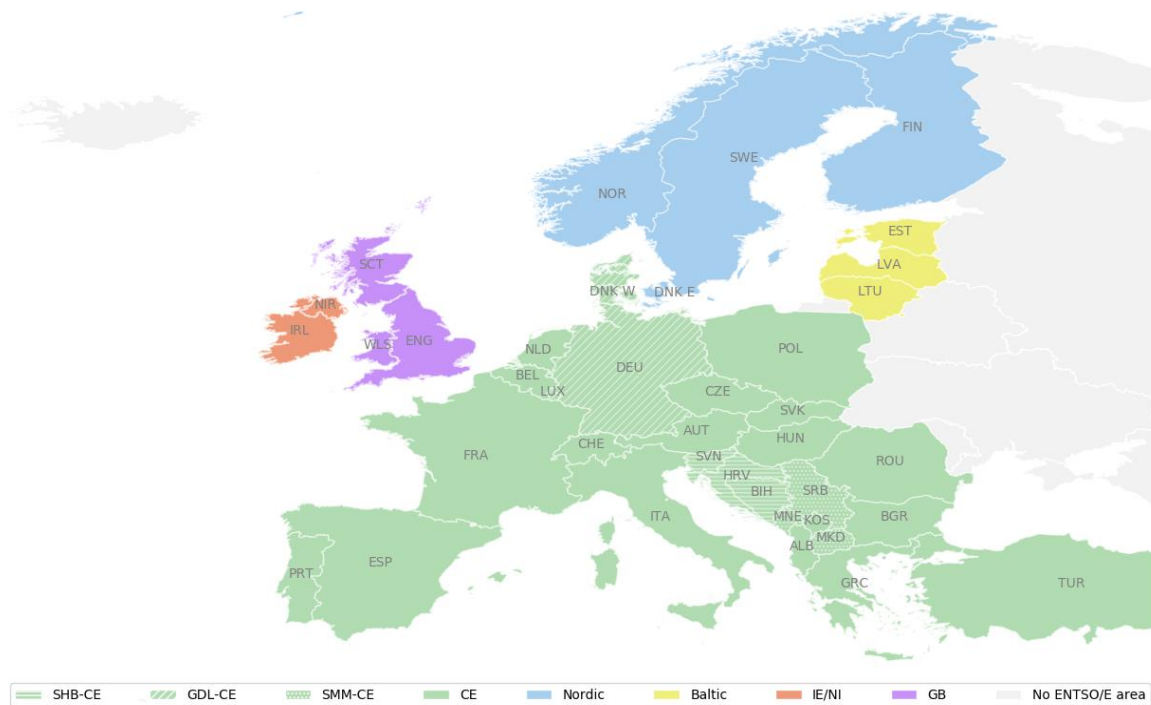 FIN
SWE
NOR
EST
SCT
LVA
DNK W
DNK E
LTU
NIR
IRL
WLS
ENG
NLD
POL
DEU
BEL
LUX
CZE
SVK
AUT
HUN
CHE
FRA
SVN
ROU
HRV
BIH
SRB
ITA
MNE
KOS
BGR
MKD
ALB
ESP
PRT
GRC
TUR
SHB-CE GDL-CE SMM-CE CE Nordic Baltic IE/NI GB No ENTSO/E area